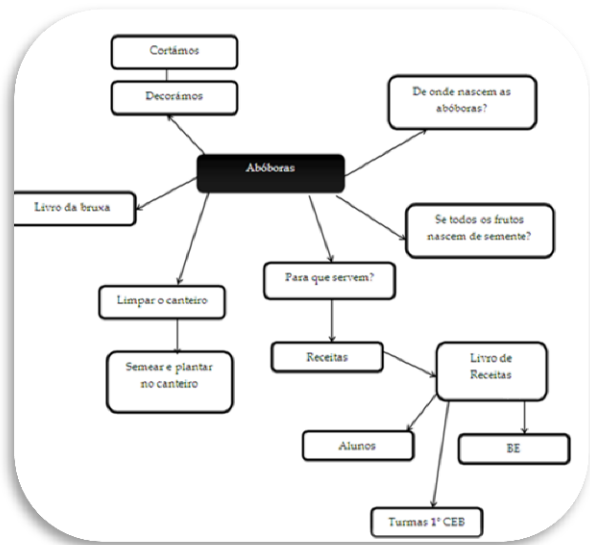 Cortámos
Decorámos
De onde nascem as
abóboras?
Abóboras
Livro da bruxa
Se todos os frutos
nascem de semente?
Para que servem?
Limpar o canteiro
Semear e plantar
no canteiro
Receitas
Livro de
Receitas
Alunos
BE
Turmas 1º CEB